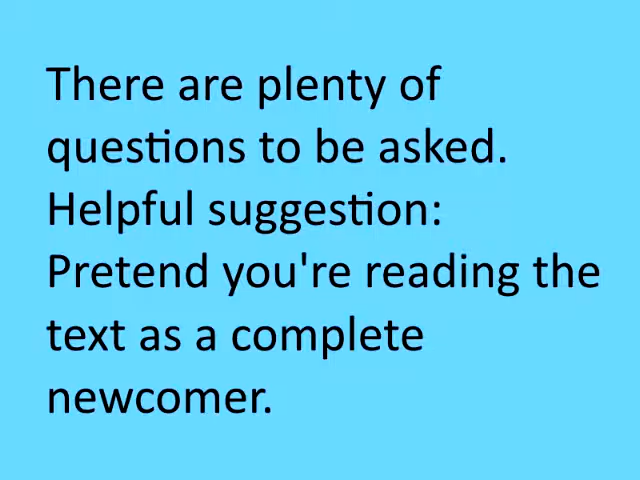 There are plenty of
questions to be asked.
Helpful suggestion:
Pretend you're reading the
text as a complete
newcomer.